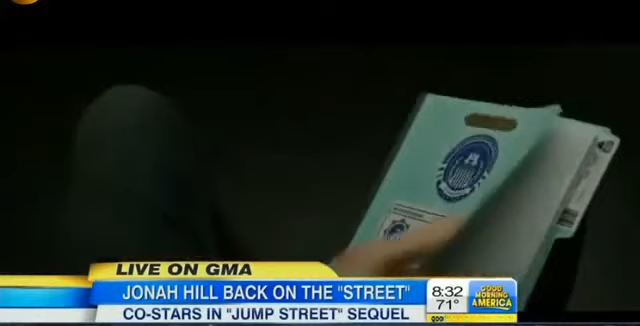 LIVE ON GMA
JONAH HILL BACK ON THE "STREET"
CO-STARS IN "JUMP STREET" SEQUEL
8:32
71°
GOOD
MORNING
AMERICA